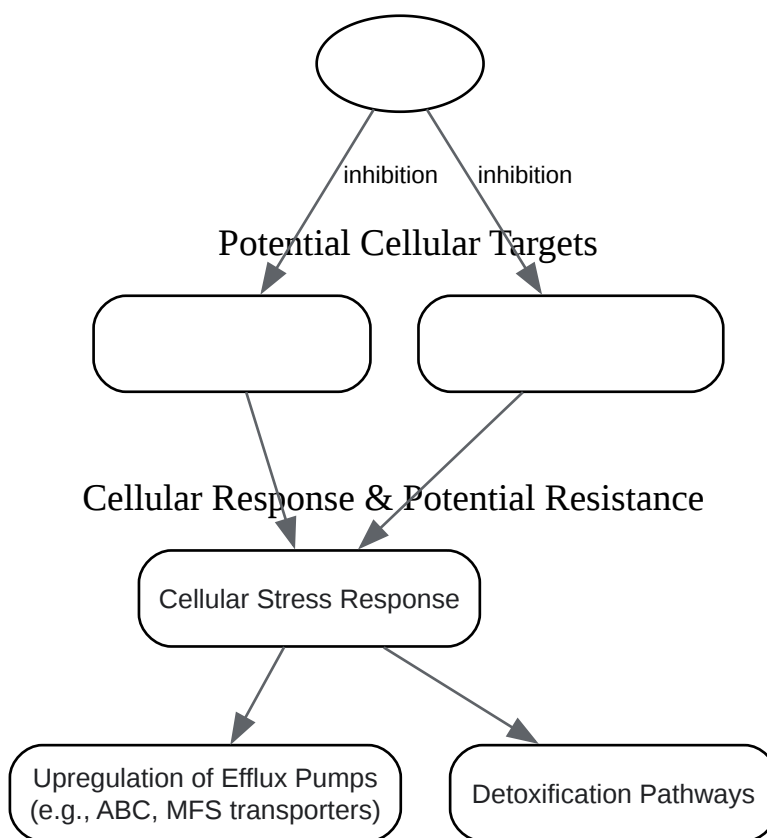 inhibition
inhibition
Potential Cellular Targets
Cellular Response & Potential Resistance
Cellular Stress Response
Upregulation of Efflux Pumps
(e.g., ABC, MFS transporters)
Detoxification Pathways